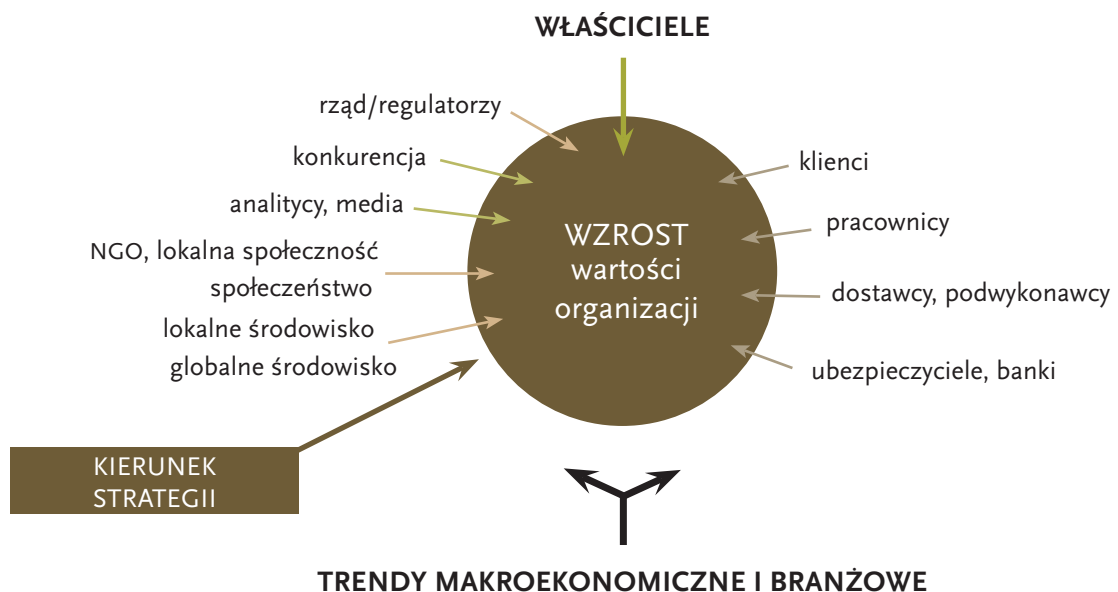 WŁAŚCICIELE
rząd/regulatorzy
konkurencja
analitycy, media
NGO, lokalna społeczność
społeczeństwo
lokalne środowisko
globalne środowisko
WZROST
wartości
organizacji
klienci
pracownicy
dostawcy, podwykonawcy
ubezpieczyciele, banki
KIERUNEK
STRATEGII
TRENDY MAKROEKONOMICZNE I BRANŻOWE